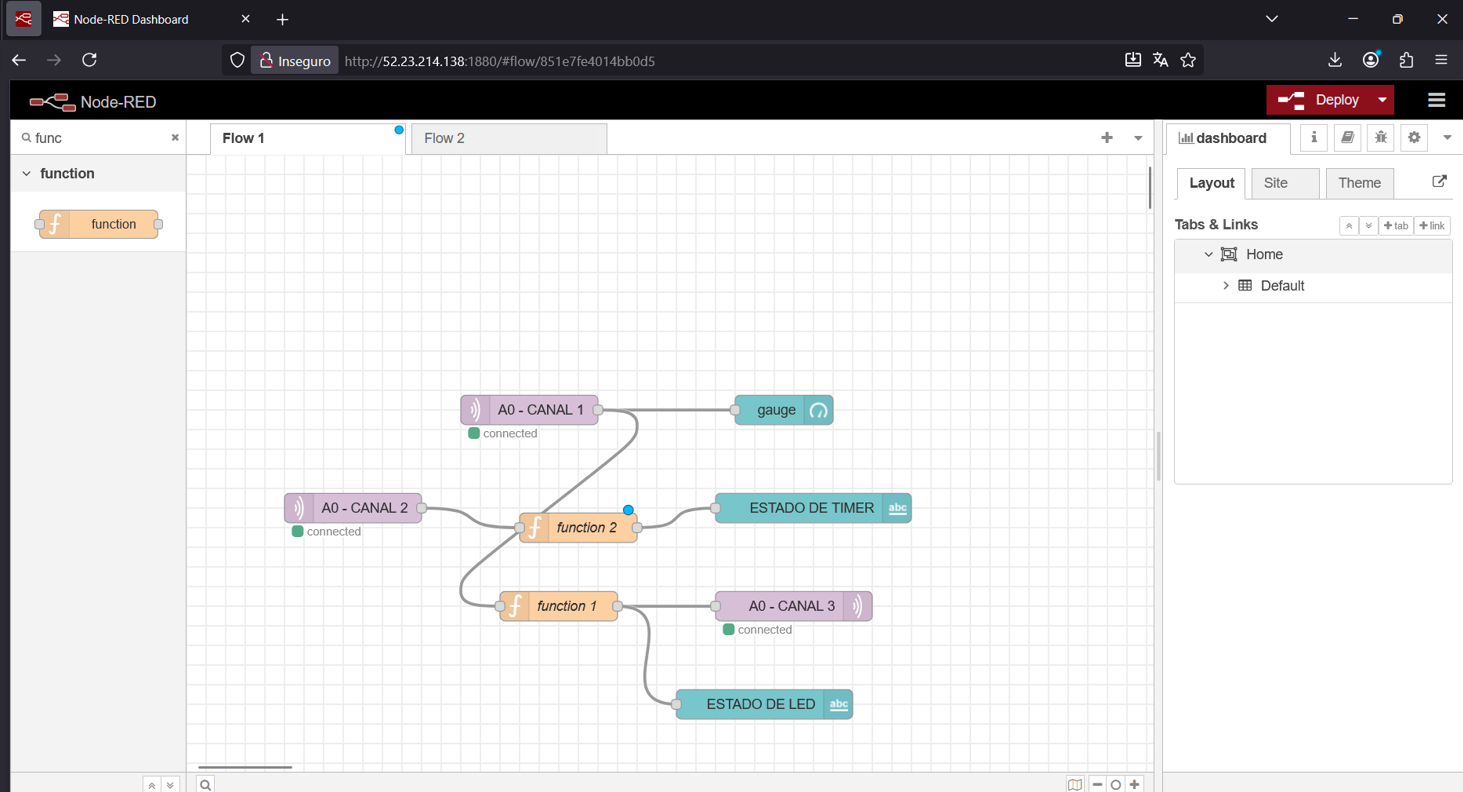 Node-RED Dashboard
Inseguro
http://52.23.214.138:1880/#flow/851e7fe4014bb0d5
Node-RED
Deploy
func
Flow 1
Flow 2
dashboard
i
function
Layout
Site
Theme
function
Tabs & Links
tab
link
Home
Default
A0 - CANAL 1
gauge
connected
A0 - CANAL 2
ESTADO DE TIMER
abc
function 2
connected
function 1
A0 - CANAL 3
connected
ESTADO DE LED
abc